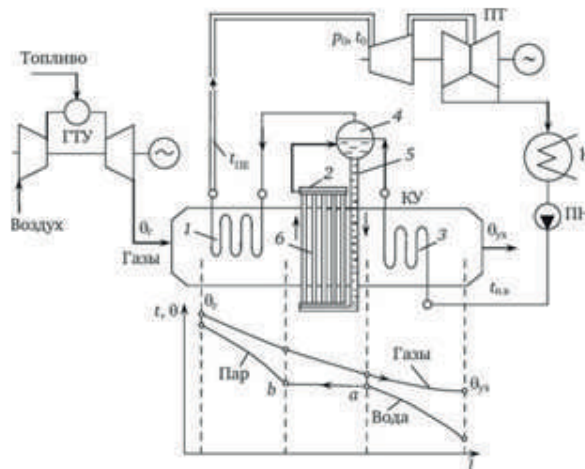 ПТ
p₀, t₀
Топливо
ГТУ
4
5
2
КУ
tПЕ
Воздух
θг
Газы
1
6
3
θух
ПН
tп.в
t, θ
θг
Пар
b
a
Газы
θух
Вода
l